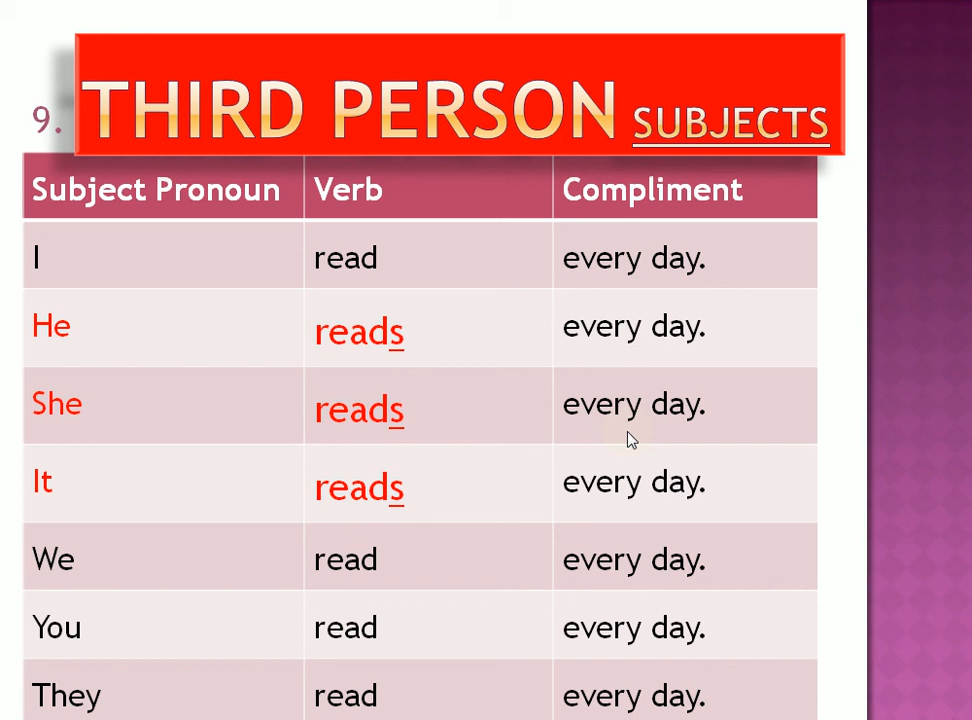 9. THIRD PERSON SUBJECTS
Subject Pronoun Verb Compliment
I read every day.
He reads every day.
She reads every day.
It reads every day.
We read every day.
You read every day.
They read every day.